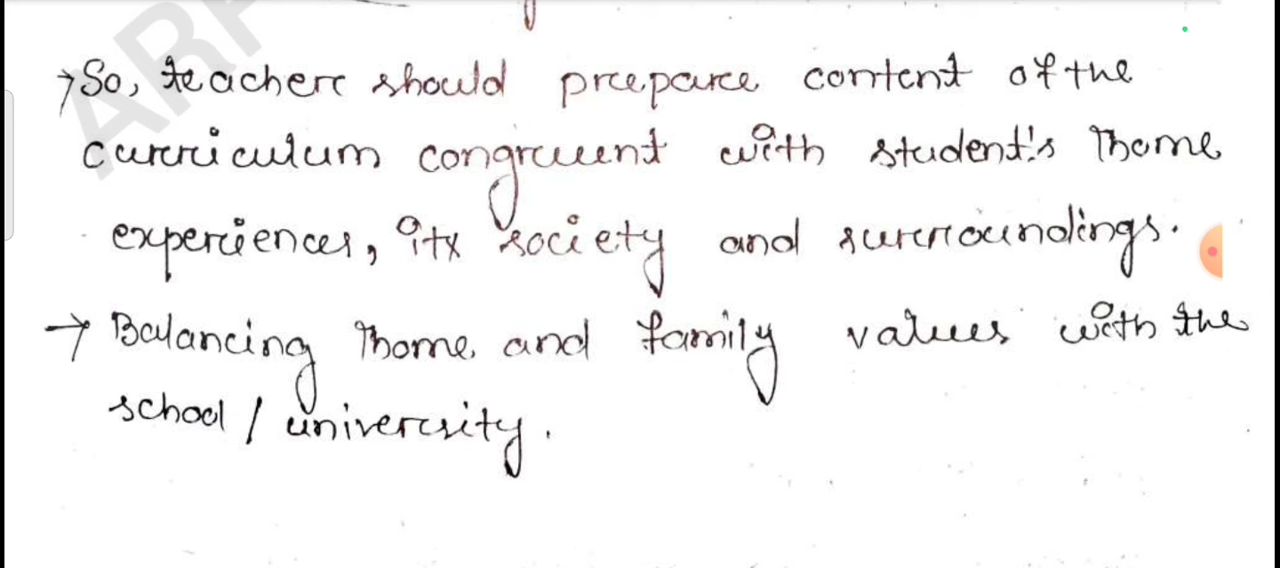 → So, teacher should prepare content of the
curriculum congruent with student's home
experiences, its society and surroundings.
→ Balancing home and family values with the
school / university.